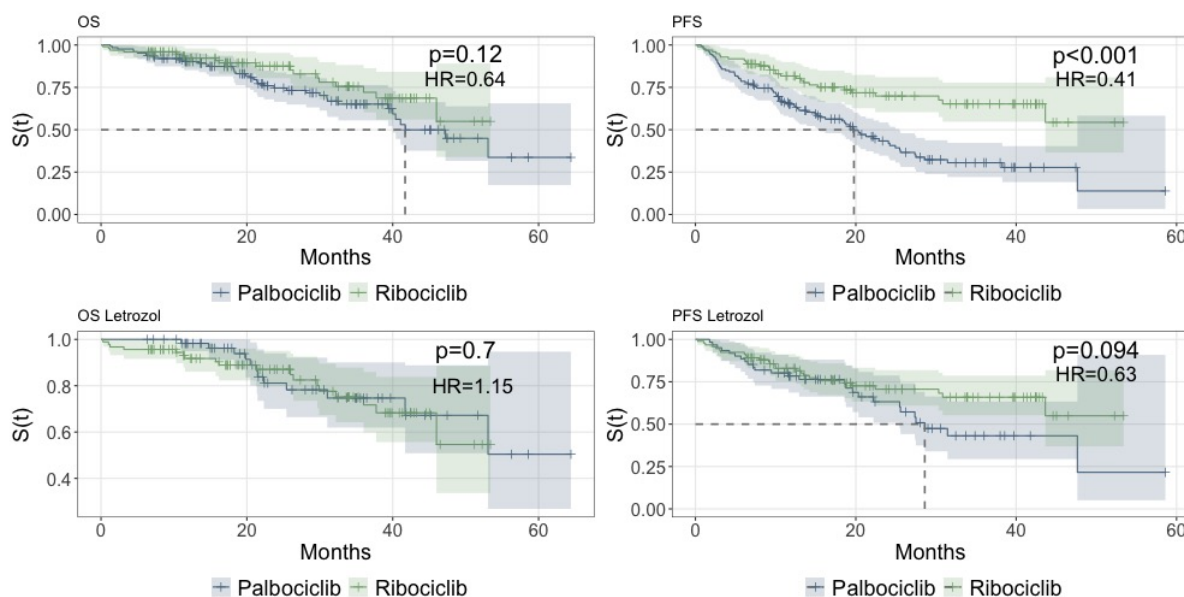 OS
1.00
0.75
0.50
0.25
0.00
S(t)
p=0.12
HR=0.64
0 20 40 60
Months
Palbociclib Ribociclib
PFS
1.00
0.75
0.50
0.25
0.00
S(t)
p<0.001
HR=0.41
0 20 40 60
Months
Palbociclib Ribociclib
OS Letrozol
1.0
0.8
0.6
0.4
S(t)
p=0.7
HR=1.15
0 20 40 60
Months
Palbociclib Ribociclib
PFS Letrozol
1.00
0.75
0.50
0.25
0.00
S(t)
p=0.094
HR=0.63
0 20 40 60
Months
Palbociclib Ribociclib